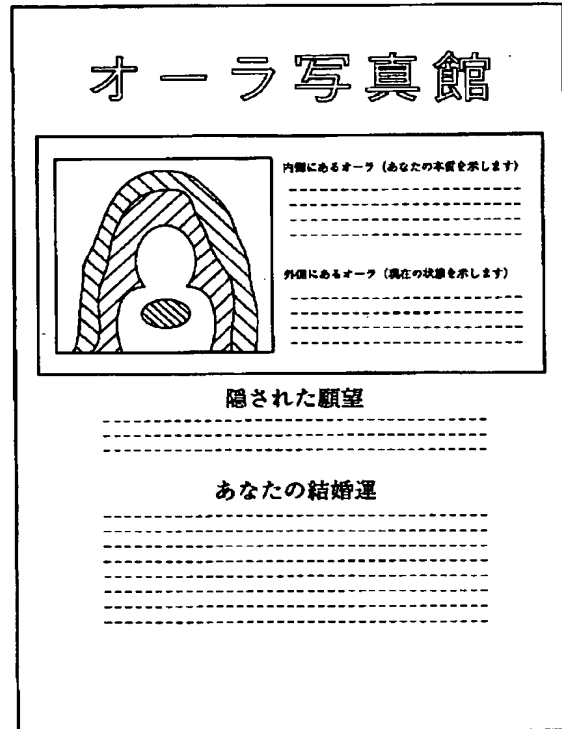 オーラ写真館
内側にあるオーラ（あなたの本質を示します）
外側にあるオーラ（現在の状態を示します）
隠された願望
あなたの結婚運